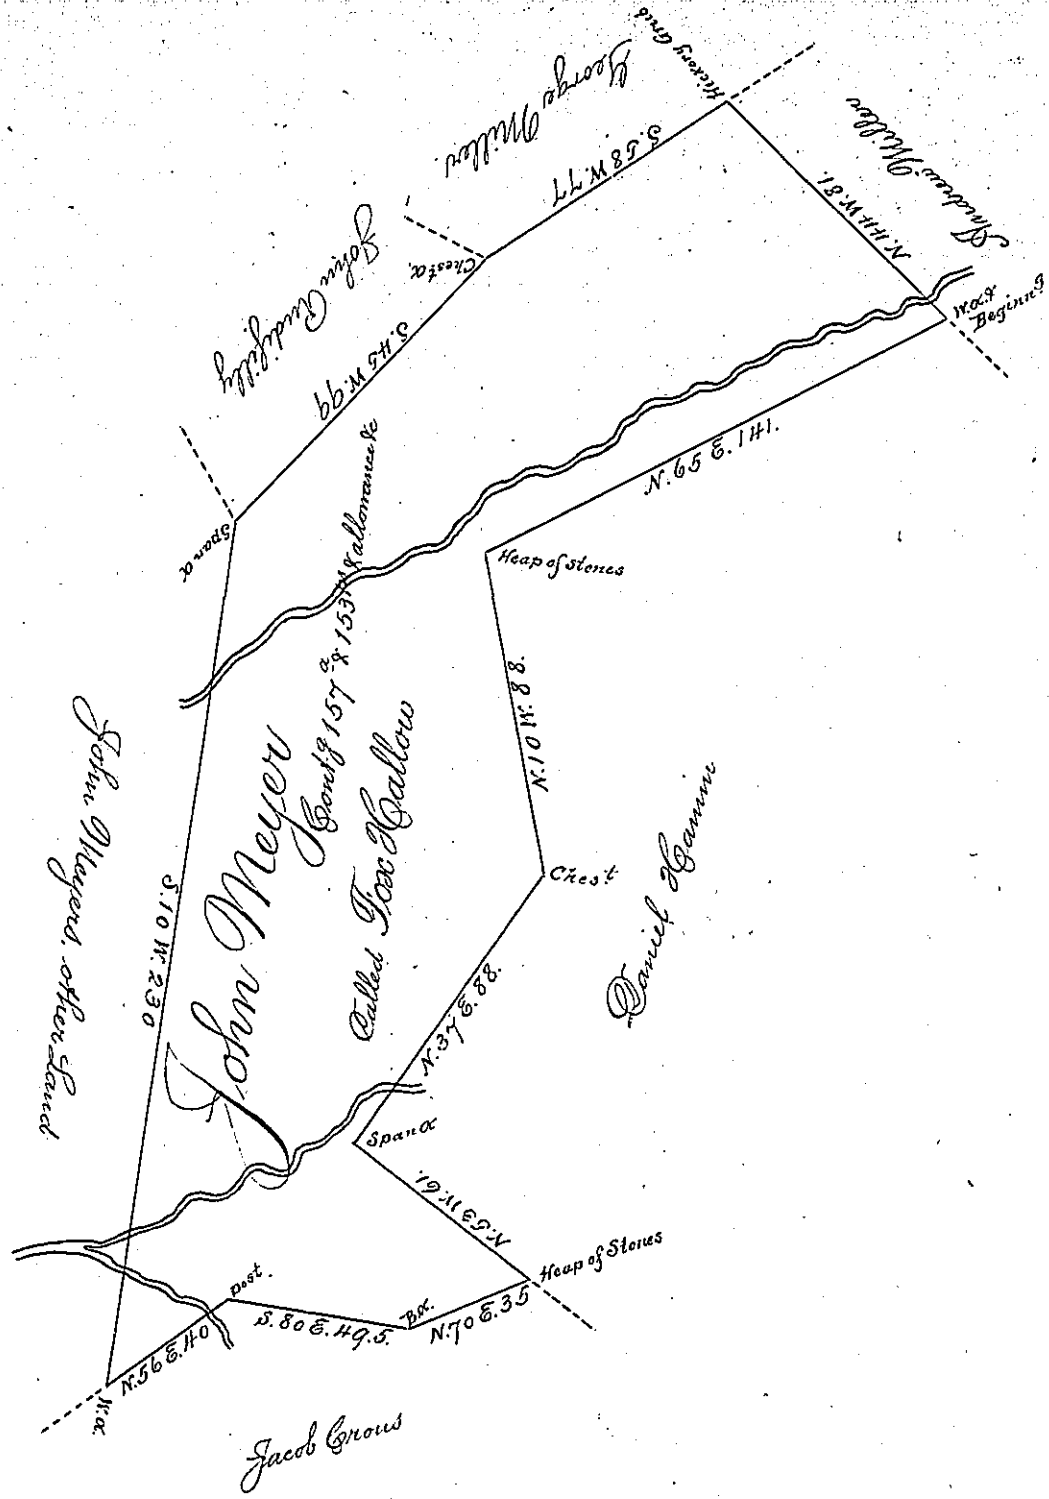 Hickory Grub
George Miller.
Andrew Miller
S.58 W.77
N.44 W.81.
Chest α,
John Rudifilly
W.α.&
Beginn.g
S.45 W.99
N.65 E.141.
Span α
Heap of stones
John Meyer
Cont.g 157 a & 153 ps & allowance &c
Called Fox Hallow
N.10 W.88.
John Meyers. other Land
S.10 W.230
Chest
Daniel Hamm
N.37 E.88.
Span α
N.53 W.61.
Heap of Stones
post.
S.80 E.49.5.
B.α.
N.70 E.35
N.56 E.40
W.α.
Jacob Crous